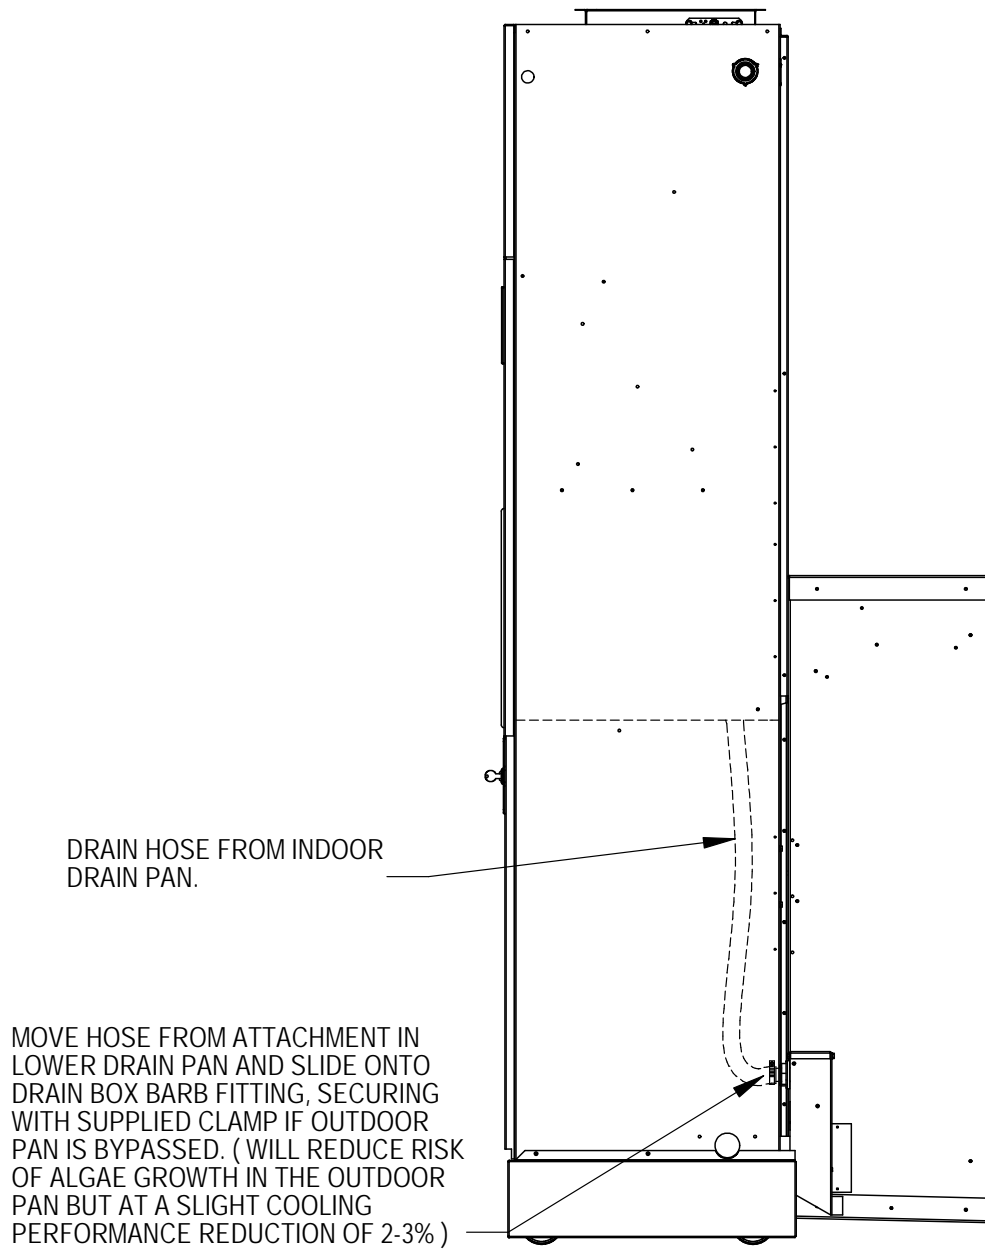 DRAIN HOSE FROM INDOOR
DRAIN PAN.
MOVE HOSE FROM ATTACHMENT IN
LOWER DRAIN PAN AND SLIDE ONTO
DRAIN BOX BARB FITTING, SECURING
WITH SUPPLIED CLAMP IF OUTDOOR
PAN IS BYPASSED. ( WILL REDUCE RISK
OF ALGAE GROWTH IN THE OUTDOOR
PAN BUT AT A SLIGHT COOLING
PERFORMANCE REDUCTION OF 2-3% )